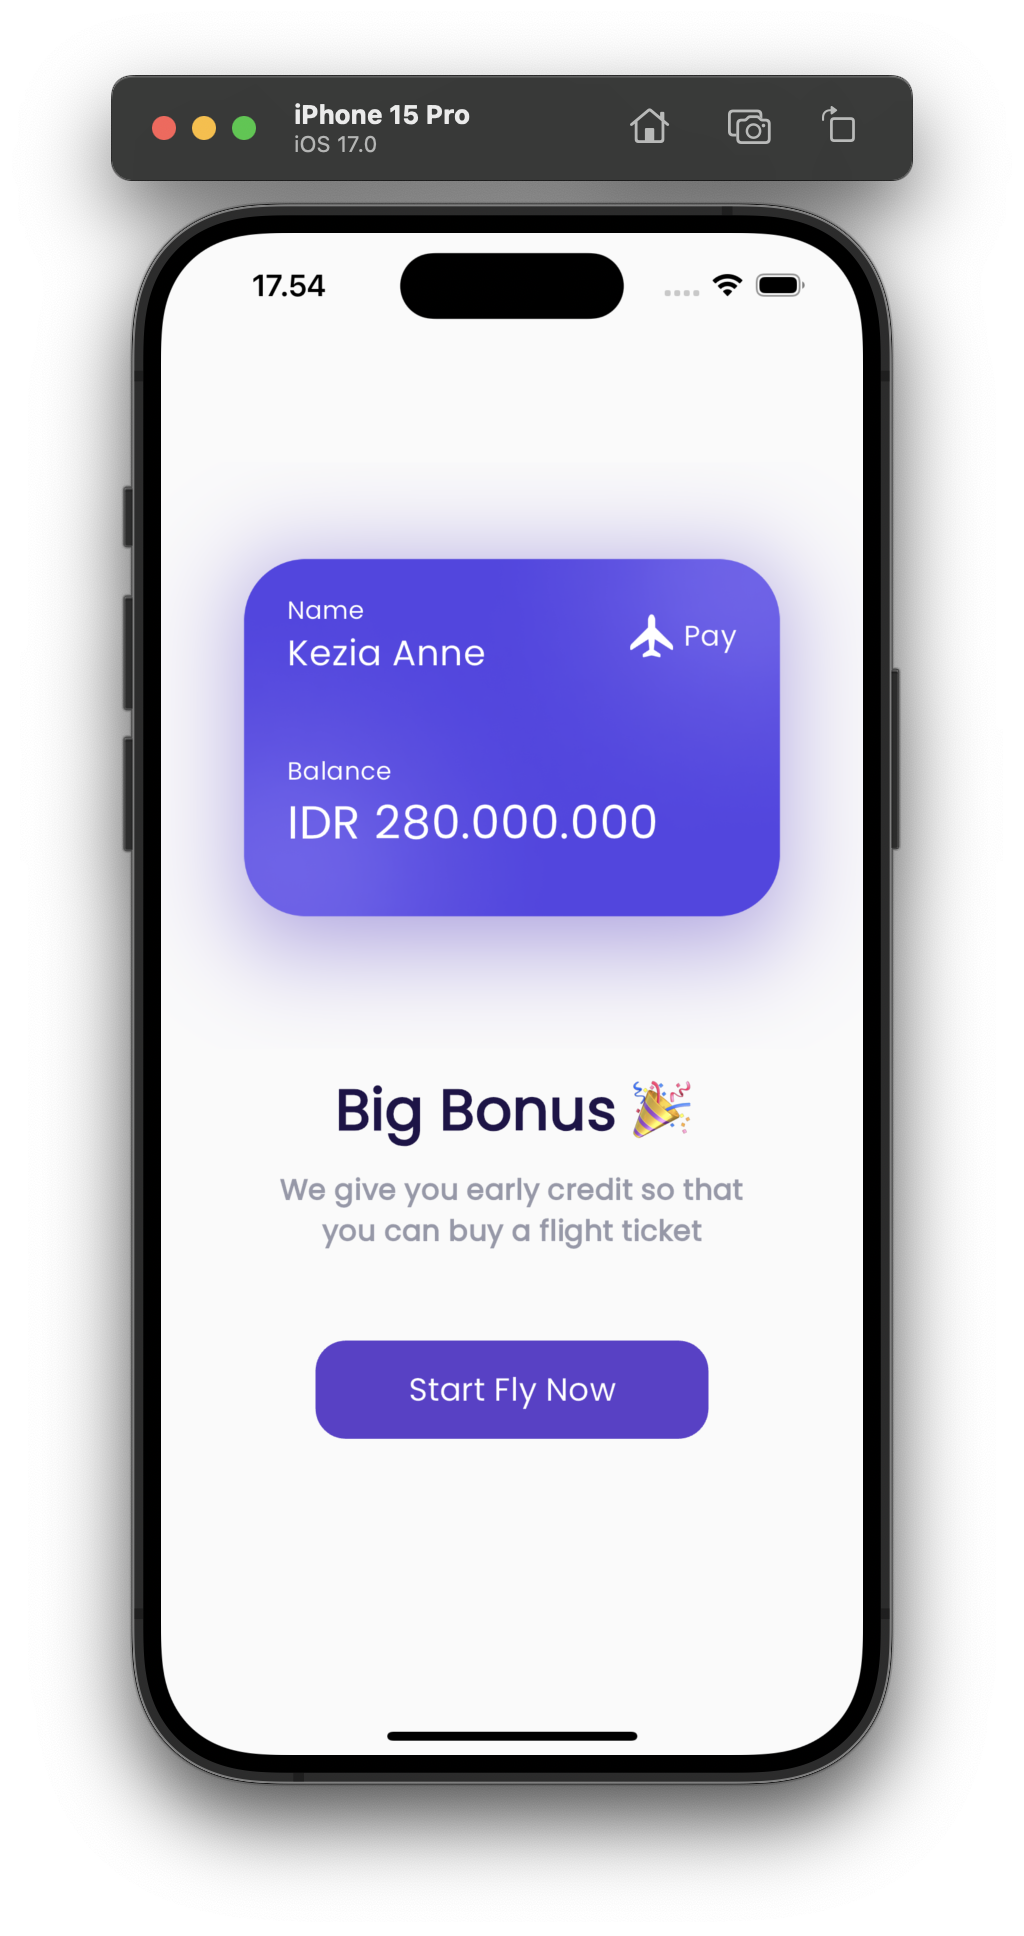 iPhone 15 Pro
iOS 17.0
17.54
Name
Kezia Anne
Pay
Balance
IDR 280.000.000
Big Bonus 🎉
We give you early credit so that
you can buy a flight ticket
Start Fly Now